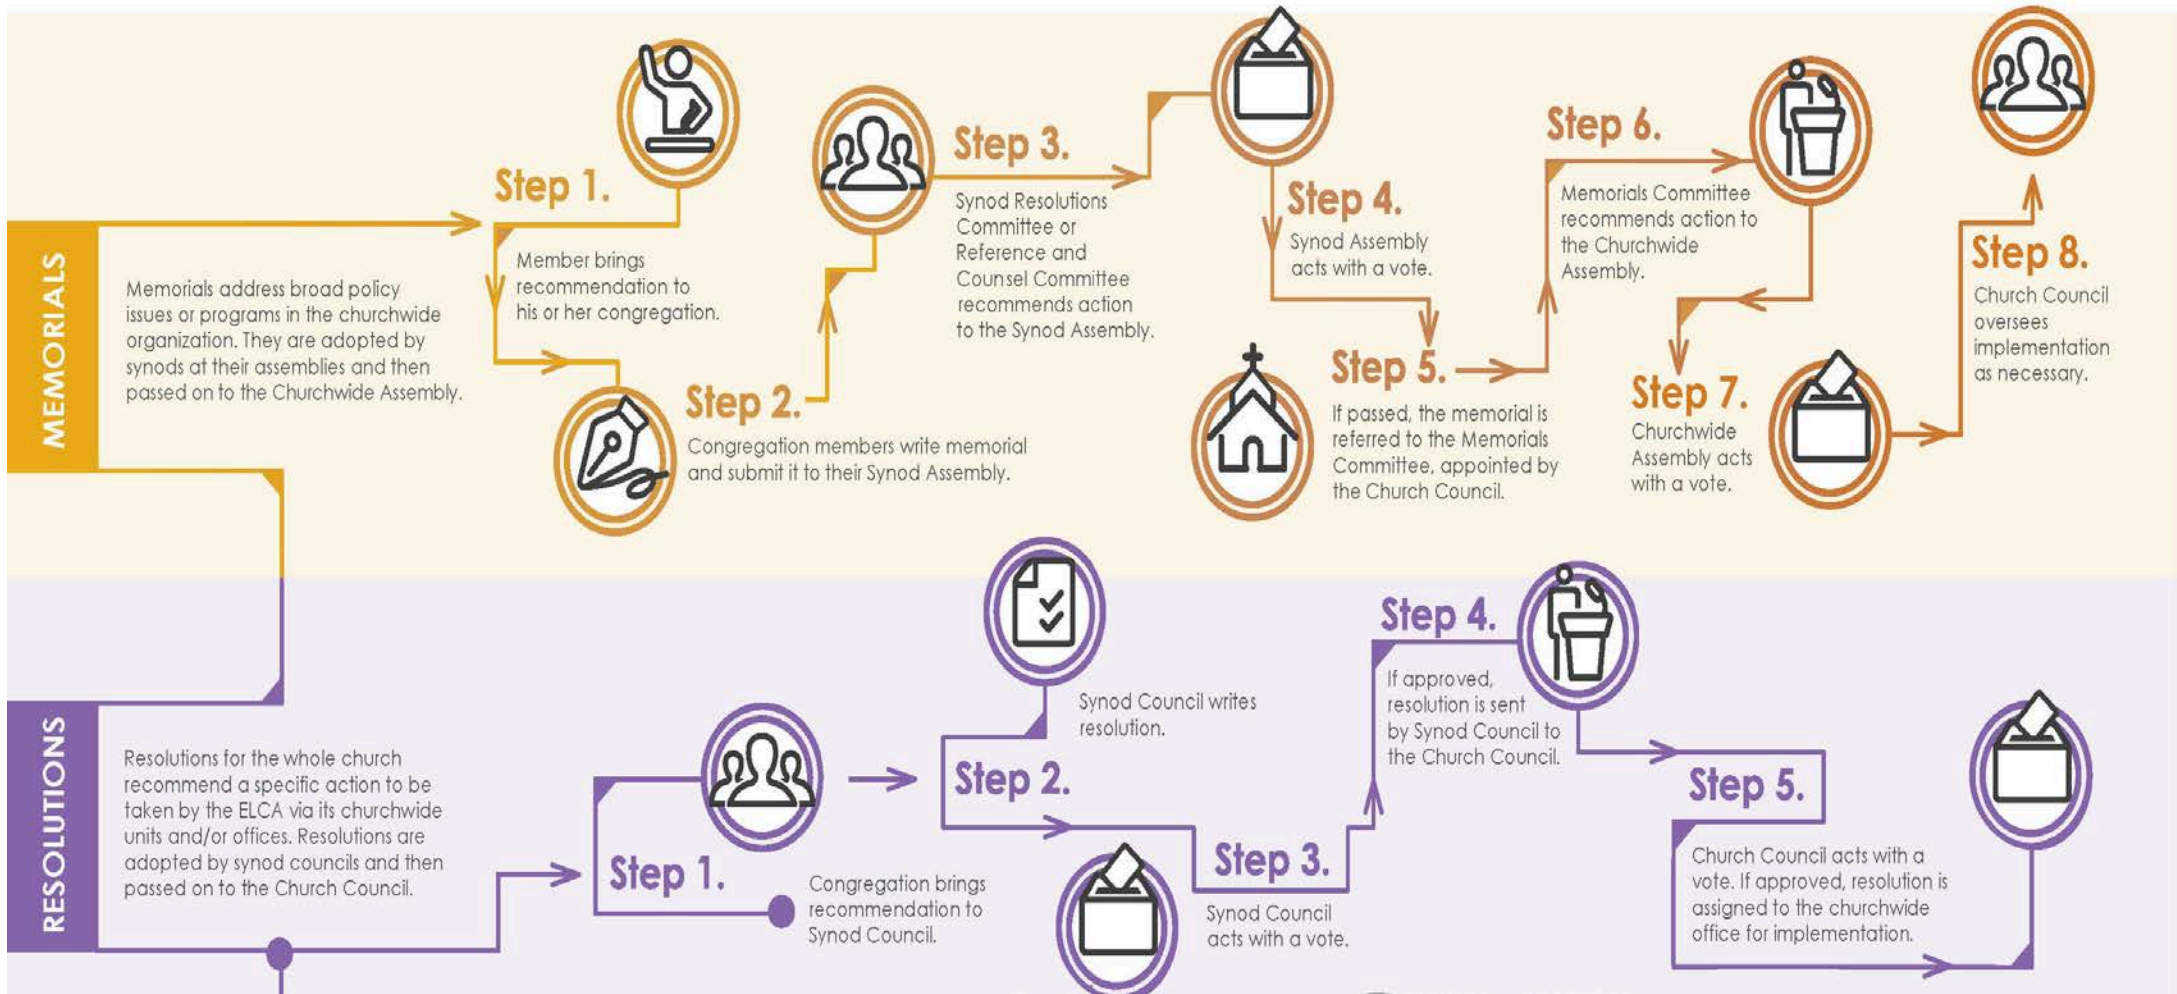 MEMORIALS
Memorials address broad policy
issues or programs in the churchwide
organization. They are adopted by
synods at their assemblies and then
passed on to the Churchwide Assembly.
Step 1.
Member brings
recommendation to
his or her congregation.
Step 2.
Congregation members write memorial
and submit it to their Synod Assembly.
Step 3.
Synod Resolutions
Committee or
Reference and
Counsel Committee
recommends action
to the Synod Assembly.
Step 4.
Synod Assembly
acts with a vote.
Step 5.
If passed, the memorial is
referred to the Memorials
Committee, appointed by
the Church Council.
Step 6.
Memorials Committee
recommends action to
the Churchwide
Assembly.
Step 7.
Churchwide
Assembly acts
with a vote.
Step 8.
Church Council
oversees
implementation
as necessary.
RESOLUTIONS
Resolutions for the whole church
recommend a specific action to be
taken by the ELCA via its churchwide
units and/or offices. Resolutions are
adopted by synod councils and then
passed on to the Church Council.
Step 1.
Congregation brings
recommendation to
Synod Council.
Step 2.
Synod Council writes
resolution.
Step 3.
Synod Council
acts with a vote.
Step 4.
If approved,
resolution is sent
by Synod Council to
the Church Council.
Step 5.
Church Council acts with a
vote. If approved, resolution is
assigned to the churchwide
office for implementation.